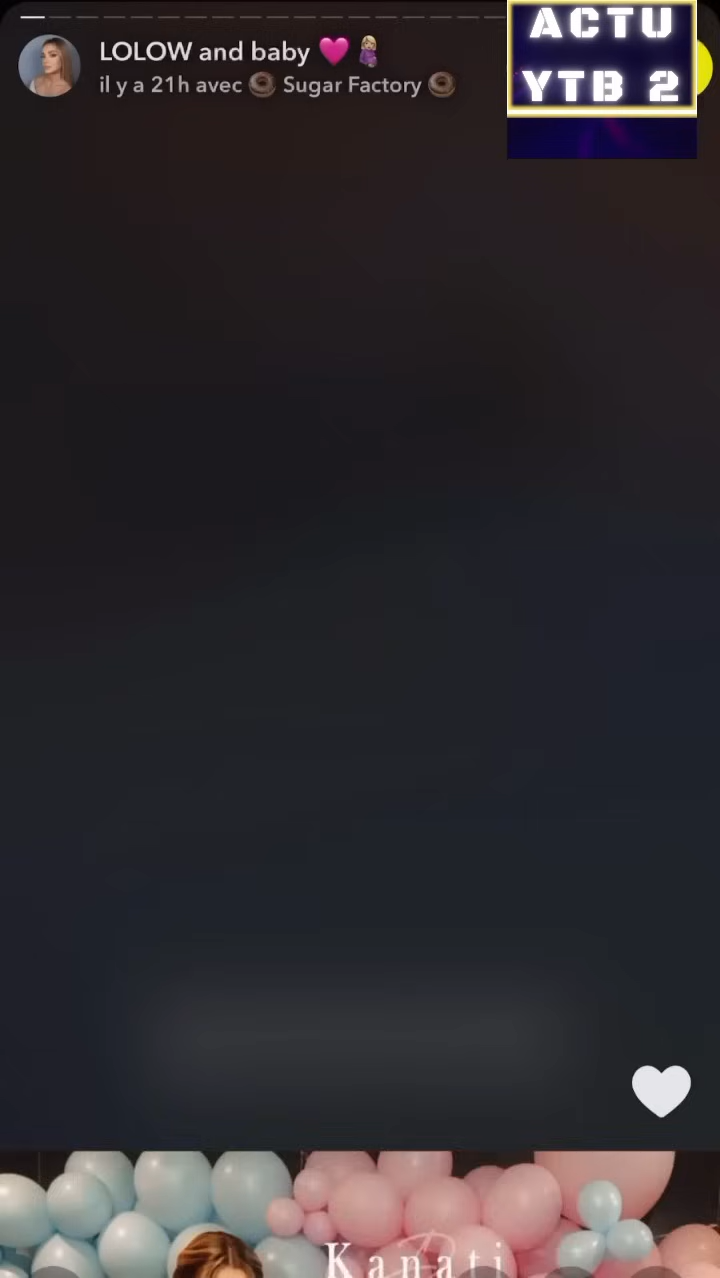 LOLOW and baby
il y a 21h avec 🍩 Sugar Factory 🍩
ACTU
YTB 2
Kanati